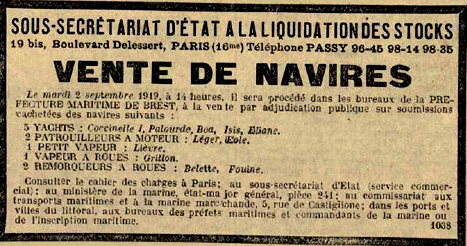 SOUS-SECRÉTARIAT D'ÉTAT A LA LIQUIDATION DES STOCKS
19 bis, Boulevard Delessert, PARIS (16me) Téléphone PASSY 96-45 98-14 98-35
VENTE DE NAVIRES
Le mardi 2 septembre 1919, à 14 heures, il sera procédé dans les bureaux de la PRE-
FECTURE MARITIME DE BREST, à la vente par adjudication publique sur soumissions
cachetées des navires suivants :
5 YACHTS : Coccinelle I, Palourde, Boa, Isis, Eliane.
2 PATROUILLEURS A MOTEUR : Léger, Eole.
1 PETIT VAPEUR : Lièvre.
1 VAPEUR A ROUES : Grillon.
2 REMORQUEURS A ROUES : Belette, Fouine.
Consulter le cahier des charges à Paris; au sous-secrétariat d'Etat (service commer-
cial); au ministère de la marine, état-major général, pièce 241; au commissariat aux
transports maritimes et à la marine marchande, 5, rue de Castiglione; dans les ports et
villes du littoral, aux bureaux des préfets maritimes et commandants de la marine ou
de l'inscription maritime. 1038